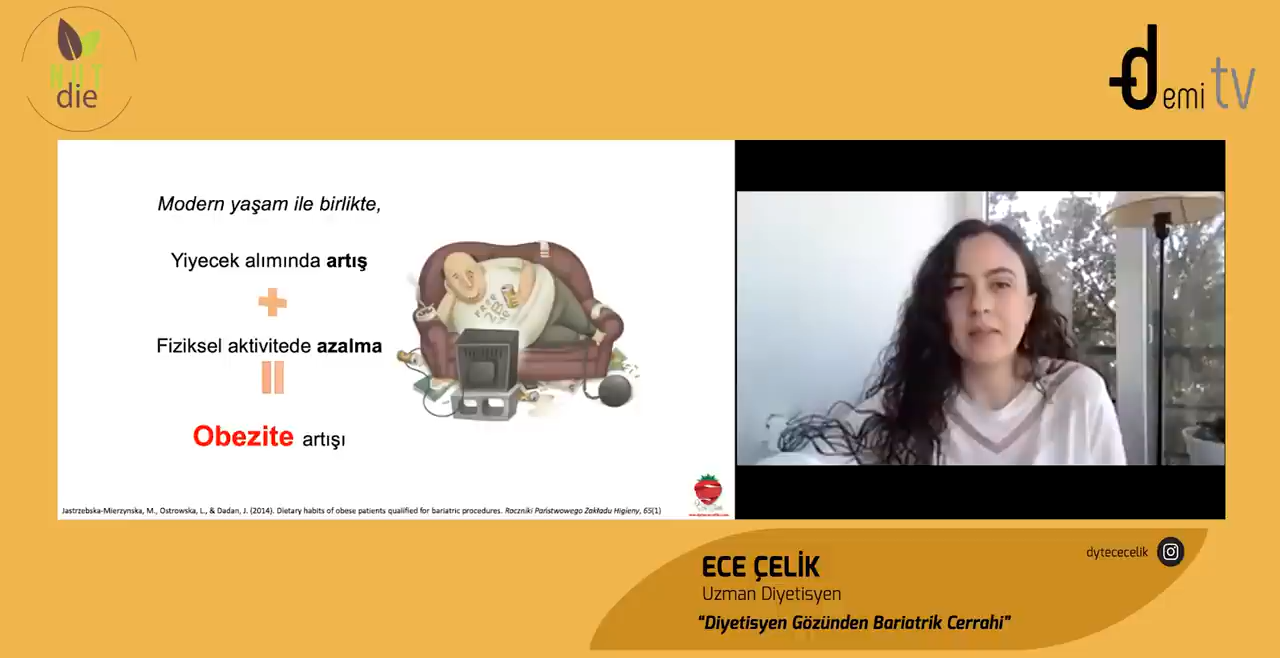 NUT
die
demi tv
Modern yaşam ile birlikte,
Yiyecek alımında artış
Fiziksel aktivitede azalma
Obezite artışı
Jastrzebska-Mierzynska, M., Ostrowska, L., & Dadan, J. (2014). Dietary habits of obese patients qualified for bariatric procedures. Roczniki Państwowego Zakładu Higieny, 65(1)
ECE ÇELİK
Uzman Diyetisyen
"Diyetisyen Gözünden Bariatrik Cerrahi"
dytececelik